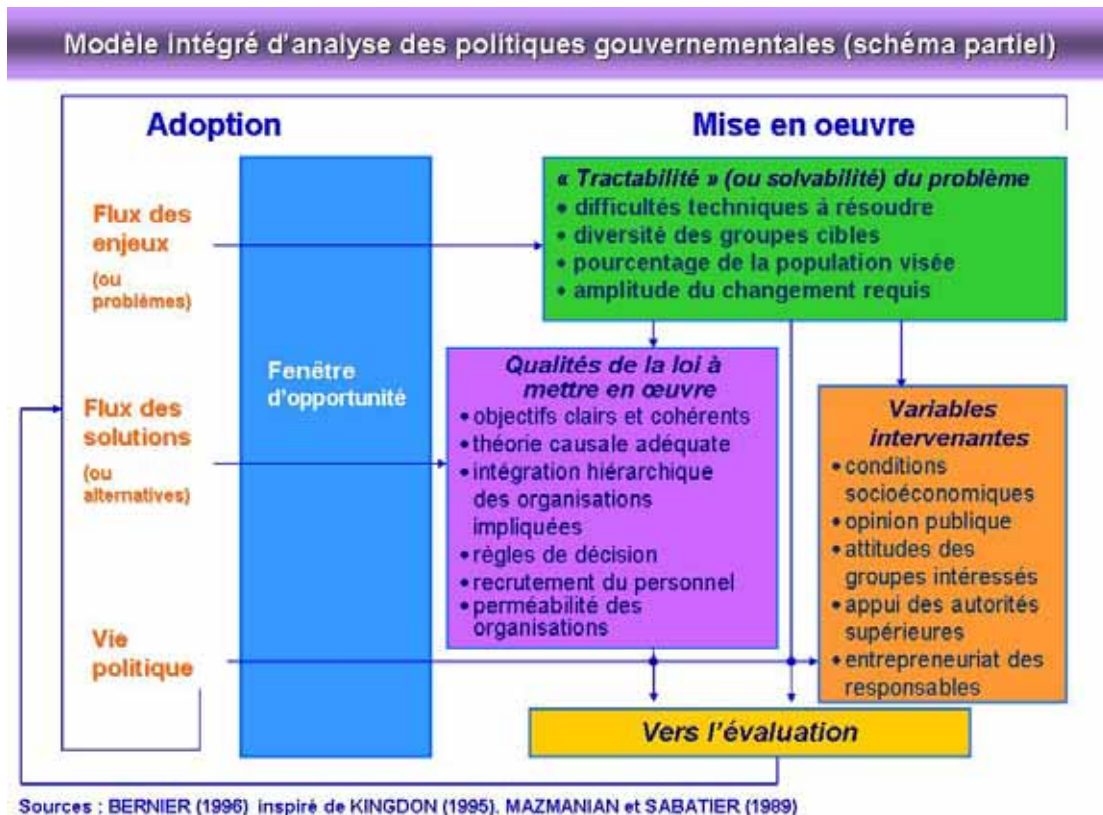 Modèle intégré d'analyse des politiques gouvernementales (schéma partiel)
Adoption
Mise en oeuvre
Flux des
enjeux
(ou
problèmes)
Flux des
solutions
(ou
alternatives)
Vie
politique
Fenêtre
d'opportunité
« Tractabilité » (ou solvabilité) du problème
• difficultés techniques à résoudre
• diversité des groupes cibles
• pourcentage de la population visée
• amplitude du changement requis
Qualités de la loi à
mettre en œuvre
• objectifs clairs et cohérents
• théorie causale adéquate
• intégration hiérarchique
des organisations
impliquées
• règles de décision
• recrutement du personnel
• perméabilité des
organisations
Variables
intervenantes
• conditions
socioéconomiques
• opinion publique
• attitudes des
groupes intéressés
• appui des autorités
supérieures
• entrepreneuriat des
responsables
Vers l'évaluation
Sources : BERNIER (1996) inspiré de KINGDON (1995), MAZMANIAN et SABATIER (1989)